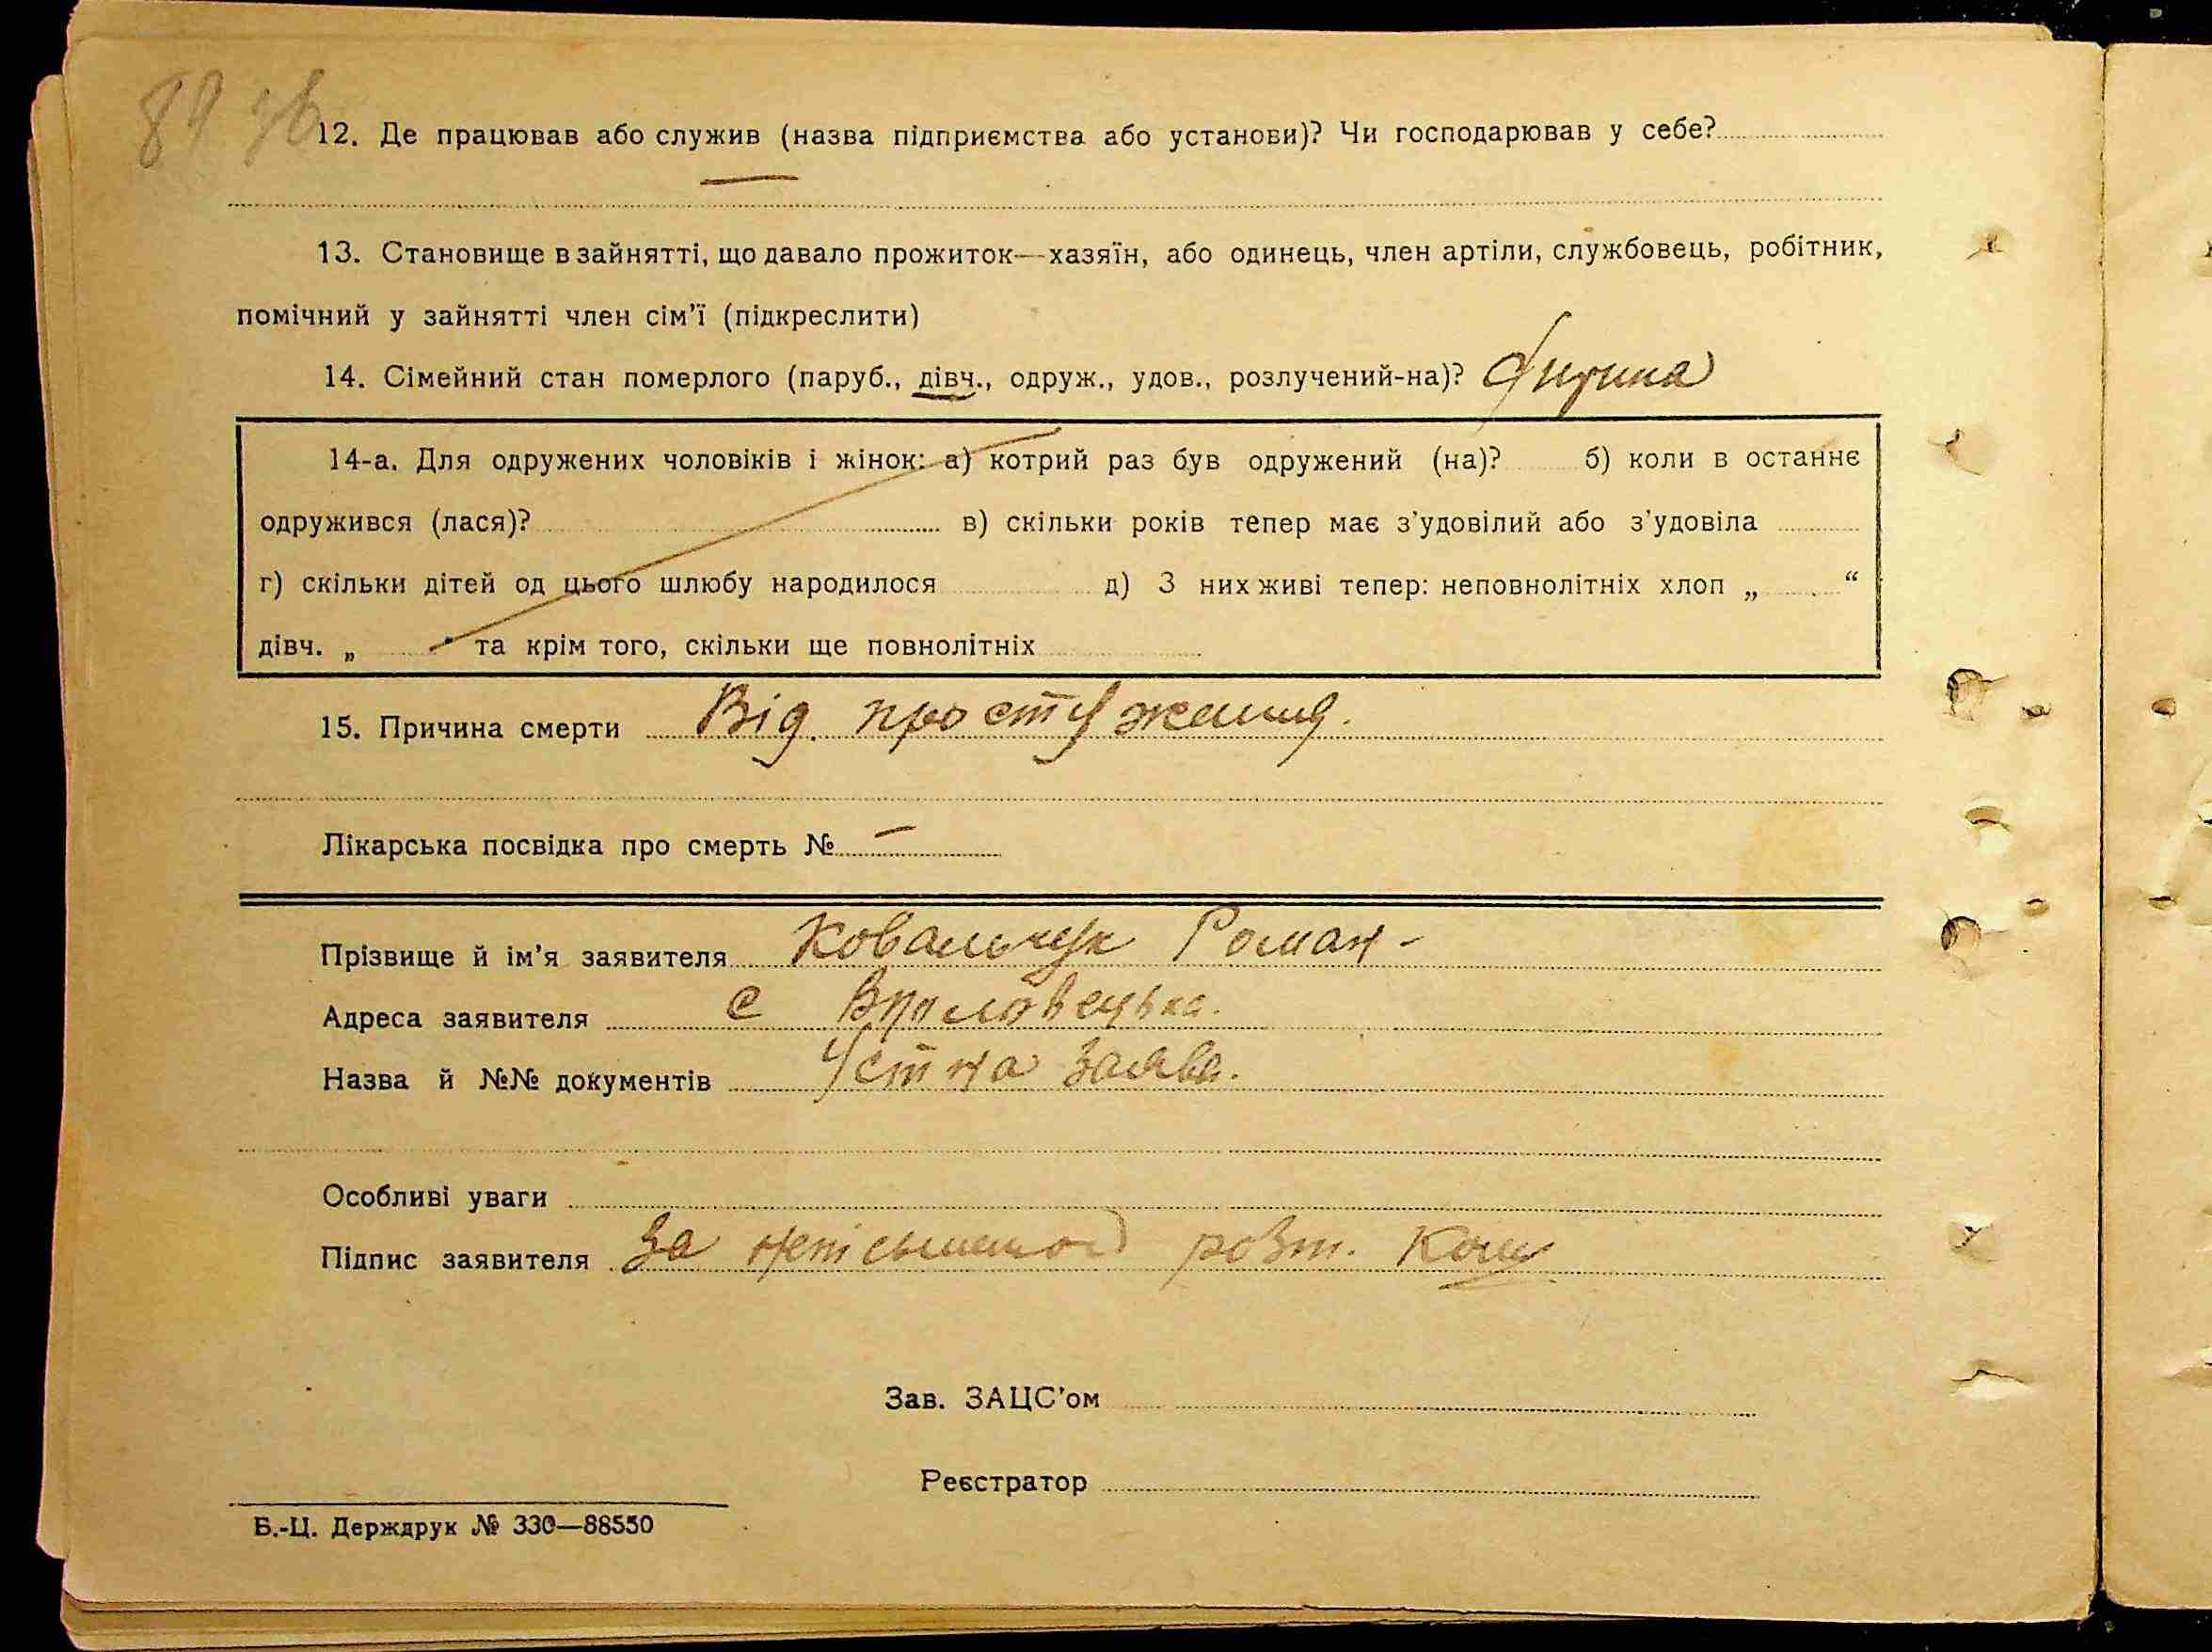 89 зв
12. Де працював або служив (назва підприємства або установи)? Чи господарював у себе?
—
13. Становище в зайнятті, що давало прожиток—хазяїн, або одинець, член артіли, службовець, робітник,
помічний у зайнятті член сім’ї (підкреслити)
14. Сімейний стан померлого (паруб., дівч., одруж., удов., розлучений-на)?
14-а. Для одружених чоловіків і жінок: а) котрий раз був одружений (на)? б) коли в останнє
одружився (лася)? в) скільки років тепер має з’удовілий або з’удовіла
г) скільки дітей од цього шлюбу народилося д) З них живі тепер: неповнолітніх хлоп „ “
дівч. „ “ та крім того, скільки ще повнолітніх
15. Причина смерти Від простуження.
Лікарська посвідка про смерть № —
Прізвище й ім’я заявителя Ковальчук Роман -
Адреса заявителя с
Назва й №№ документів Устна заява.
Особливі уваги
Підпис заявителя За розп.
Зав. ЗАЦС’ом
Реєстратор
Б.-Ц. Держдрук № 330—88550